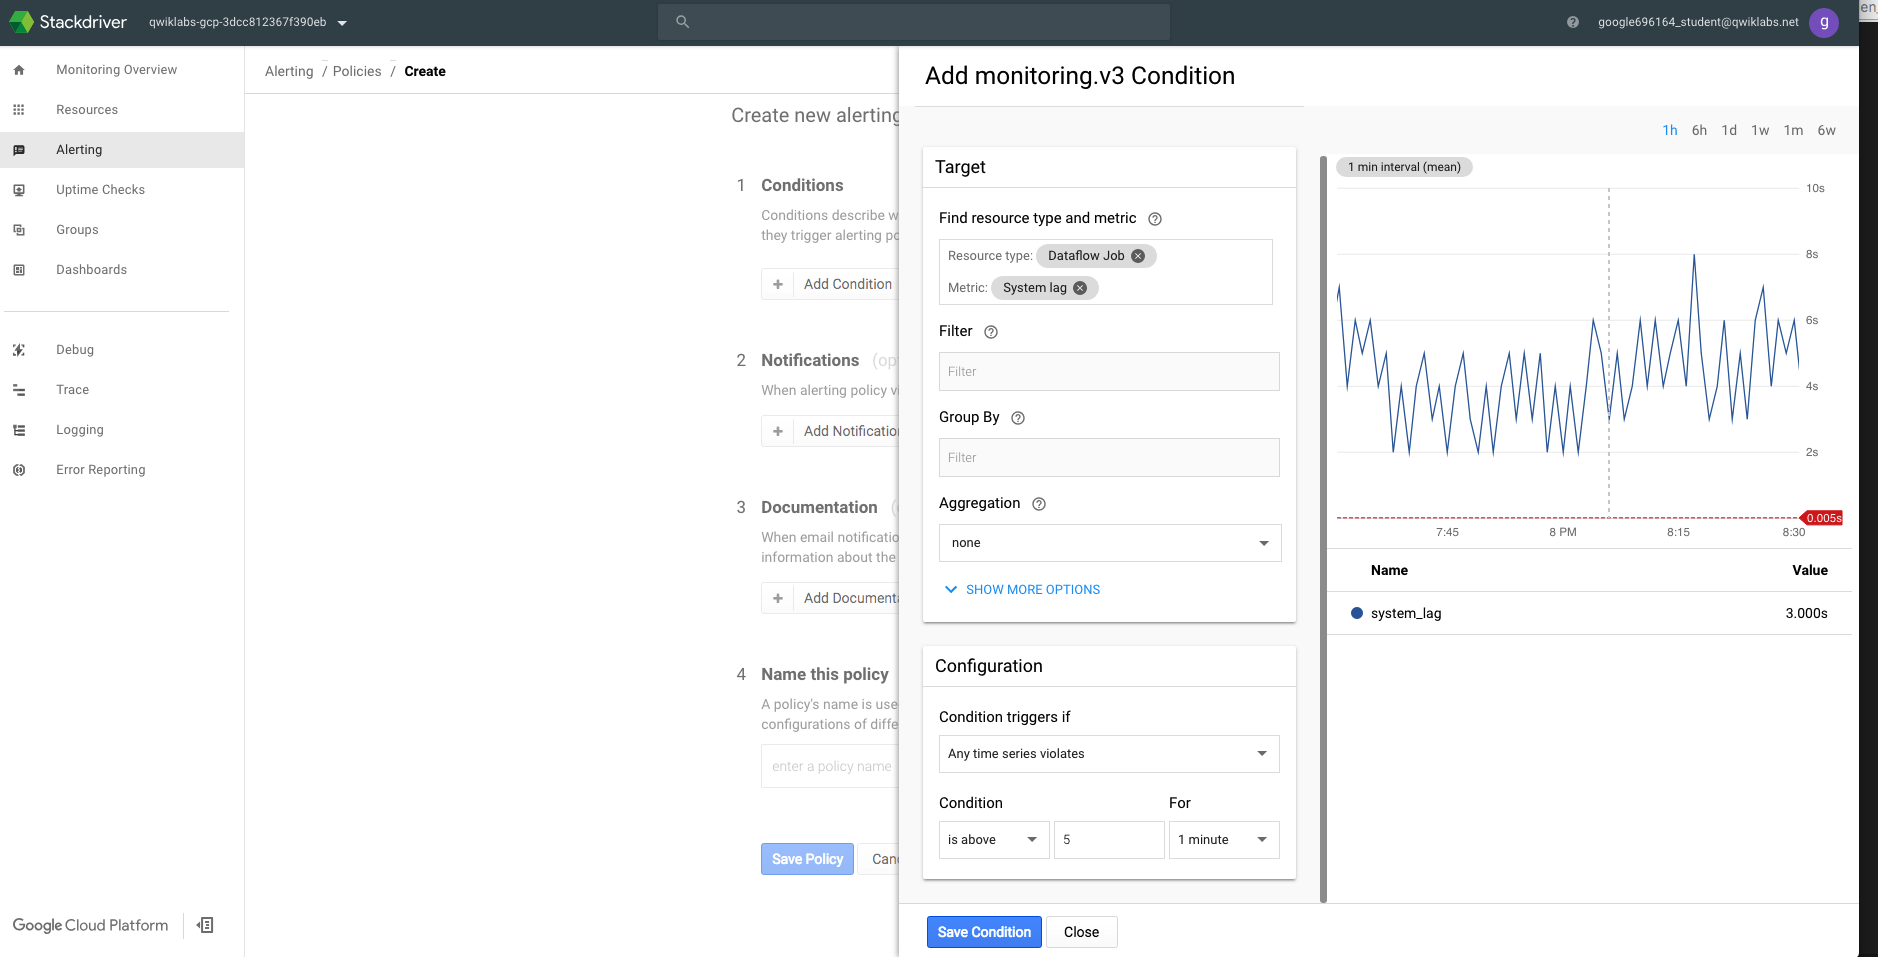 Stackdriver
qwiklabs-gcp-3dcc812367f390eb
google696164_student@qwiklabs.net
g
en
Monitoring Overview
Resources
Alerting
Uptime Checks
Groups
Dashboards
Debug
Trace
Logging
Error Reporting
Google Cloud Platform
Alerting / Policies / Create
Create new alerting
1 Conditions
Conditions describe w
they trigger alerting po
+ Add Condition
2 Notifications (op
When alerting policy vi
+ Add Notification
3 Documentation (
When email notificatio
information about the
+ Add Documenta
4 Name this policy
A policy's name is use
configurations of diffe
enter a policy name
Save Policy
Canc
Add monitoring.v3 Condition
Target
Find resource type and metric
Resource type: Dataflow Job
Metric: System lag
Filter
Filter
Group By
Filter
Aggregation
none
SHOW MORE OPTIONS
Configuration
Condition triggers if
Any time series violates
Condition For
is above 5 1 minute
Save Condition Close
1h 6h 1d 1w 1m 6w
1 min interval (mean)
10s
8s
6s
4s
2s
0.005s
7:45 8 PM 8:15 8:30
Name Value
system_lag 3.000s